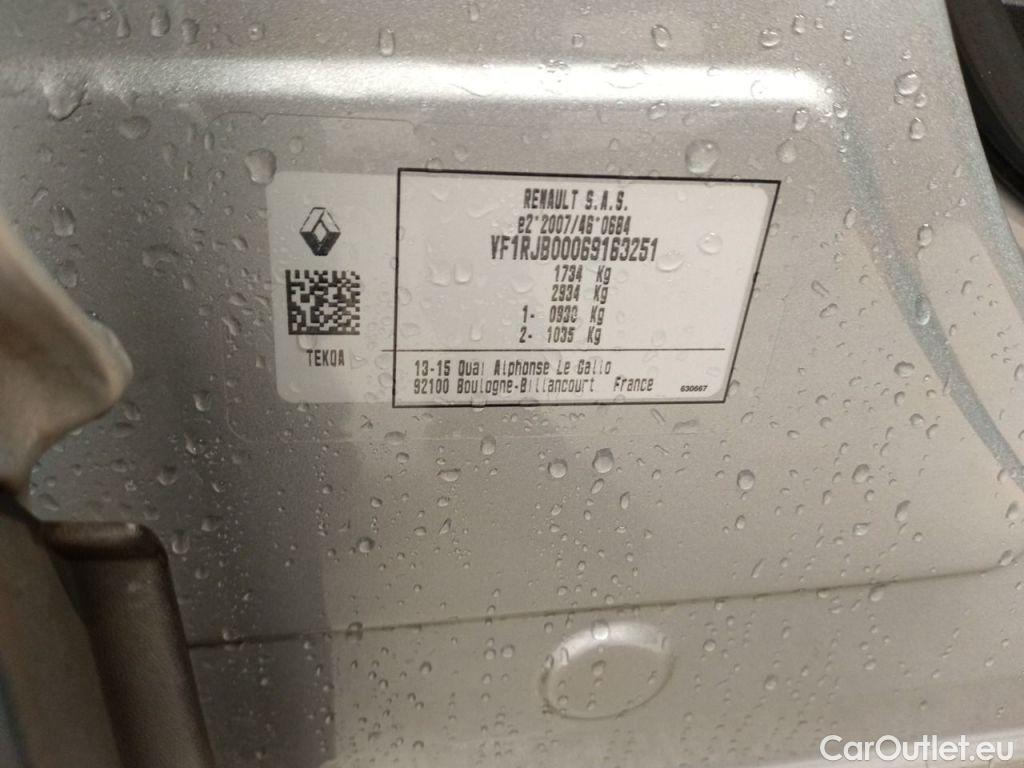 RENAULT S.A.S.
e2*2007/46*0684
VF1RJB00069163251
1734 Kg
2934 Kg
1- 0930 Kg
2- 1035 Kg
TEKQA
13-15 Quai Alphonse Le Gallo
92100 Boulogne-Billancourt France
630667
CarOutlet.eu